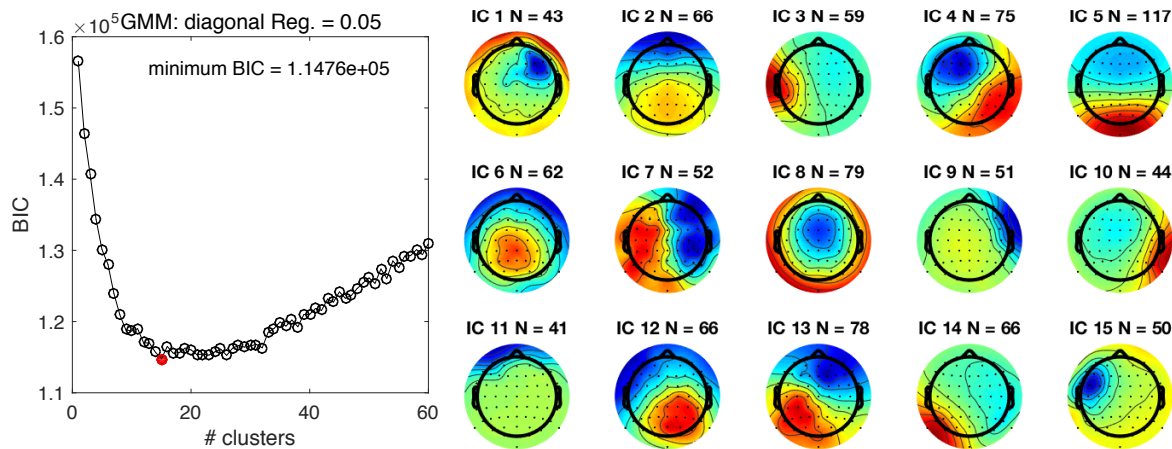 ×10⁵ GMM: diagonal Reg. = 0.05
minimum BIC = 1.1476e+05
1.6
1.5
1.4
1.3
1.2
1.1
BIC
0 20 40 60
# clusters
IC 1 N = 43 IC 2 N = 66 IC 3 N = 59 IC 4 N = 75 IC 5 N = 117
IC 6 N = 62 IC 7 N = 52 IC 8 N = 79 IC 9 N = 51 IC 10 N = 44
IC 11 N = 41 IC 12 N = 66 IC 13 N = 78 IC 14 N = 66 IC 15 N = 50